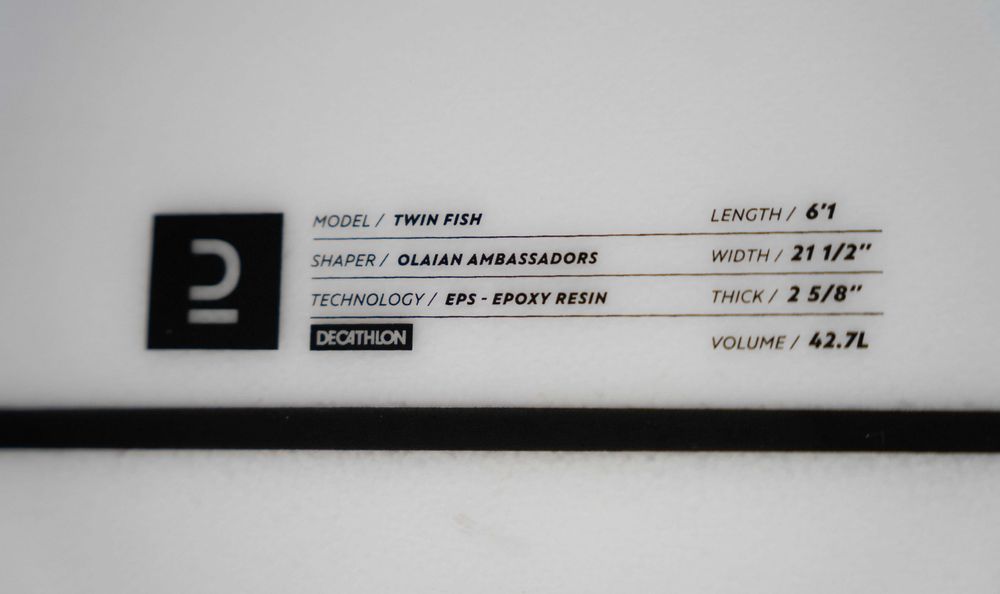 MODEL / TWIN FISH
SHAPER / OLAIAN AMBASSADORS
TECHNOLOGY / EPS - EPOXY RESIN
DECATHLON
LENGTH / 6'1
WIDTH / 21 1/2"
THICK / 2 5/8"
VOLUME / 42.7L